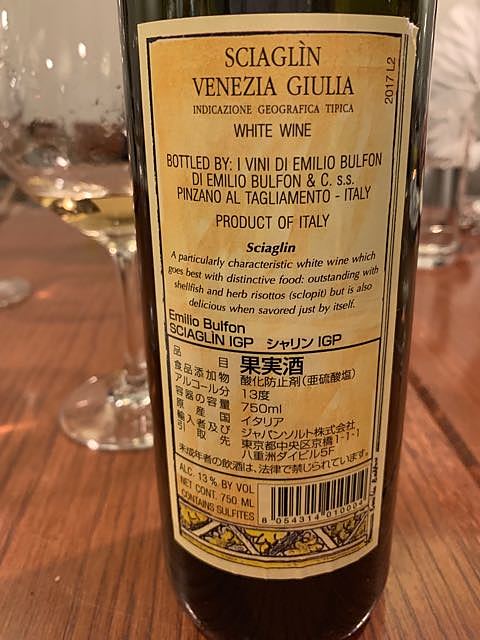 SCIAGLÌN
VENEZIA GIULIA
INDICAZIONE GEOGRAFICA TIPICA
WHITE WINE
2017 L2
BOTTLED BY: I VINI DI EMILIO BULFON
DI EMILIO BULFON & C. s.s.
PINZANO AL TAGLIAMENTO - ITALY
PRODUCT OF ITALY
Sciaglin
A particularly characteristic white wine which
goes best with distinctive food: outstanding with
shellfish and herb risottos (sclopit) but is also
delicious when savored just by itself.
Emilio Bulfon
SCIAGLÌN IGP シャリン IGP
品目 果実酒
食品添加物 酸化防止剤(亜硫酸塩)
アルコール分 13度
容器の容量 750ml
原産国 イタリア
輸入者及び引取先 ジャパンソルト株式会社
東京都中央区京橋1-1-1
八重洲ダイビル5F
未成年者の飲酒は、法律で禁じられています。
ALC. 13% BY VOL
NET CONT. 750 ML
CONTAINS SULFITES
8 054314 010004